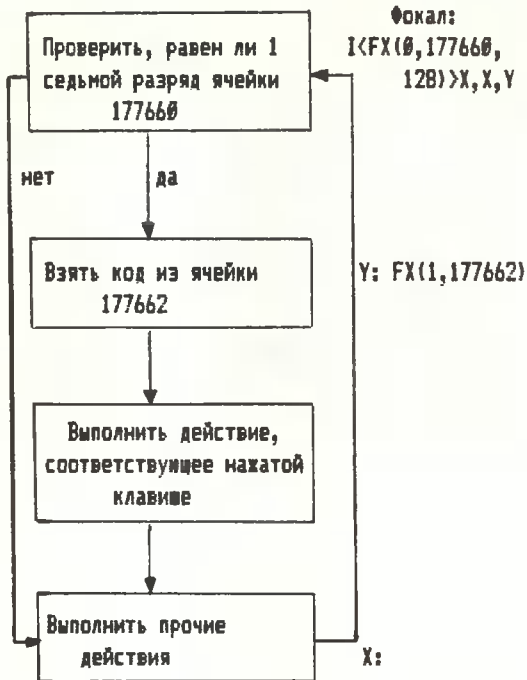 Фокал:
I<FX(0,177660,
128)>X,X,Y
Проверить, равен ли 1
седьмой разряд ячейки
177660
нет
да
Взять код из ячейки
177662
Y: FX(1,177662)
Выполнить действие,
соответствующее нажатой
клавише
Выполнить прочие
действия
X: